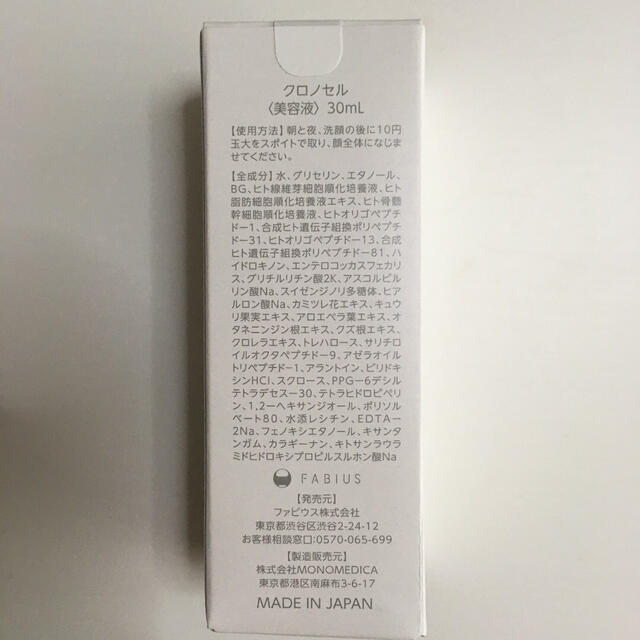 クロノセル
〈美容液〉 30mL
【使用方法】朝と夜、洗顔の後に10円
玉大をスポイトで取り、顔全体になじま
せてください。
【全成分】水、グリセリン、エタノール、
BG、ヒト線維芽細胞順化培養液、ヒト
脂肪細胞順化培養液エキス、ヒト骨髄
幹細胞順化培養液、ヒトオリゴペプチ
ド-1、合成ヒト遺伝子組換ポリペプチド
-31、ヒトオリゴペプチド-13、合成
ヒト遺伝子組換ポリペプチド-81、ハ
イドロキノン、エンテロコッカスフェカリ
ス、グリチルリチン酸2K、アスコルビル
リン酸Na、スイゼンジノリ多糖体、ヒア
ルロン酸Na、カミツレ花エキス、キュウ
リ果実エキス、アロエベラ葉エキス、オ
タネニンジン根エキス、クズ根エキス、
クロレラエキス、トレハロース、サリチロ
イルオクタペプチド-9、アゼラオイル
トリペプチド-1、アラントイン、ピリドキ
シンHCl、スクロース、PPG-6デシル
テトラデセス-30、テトラヒドロピペリ
ン、1,2-ヘキサンジオール、ポリソル
ベート80、水添レシチン、EDTA-
2Na、フェノキシエタノール、キサンタ
ンガム、カラギーナン、キトサンラウラ
ミドヒドロキシプロピルスルホン酸Na
FABIUS
【発売元】
ファビウス株式会社
東京都渋谷区渋谷2-24-12
お客様相談窓口:0570-065-699
【製造販売元】
株式会社MONOMEDICA
東京都港区南麻布3-6-17
MADE IN JAPAN